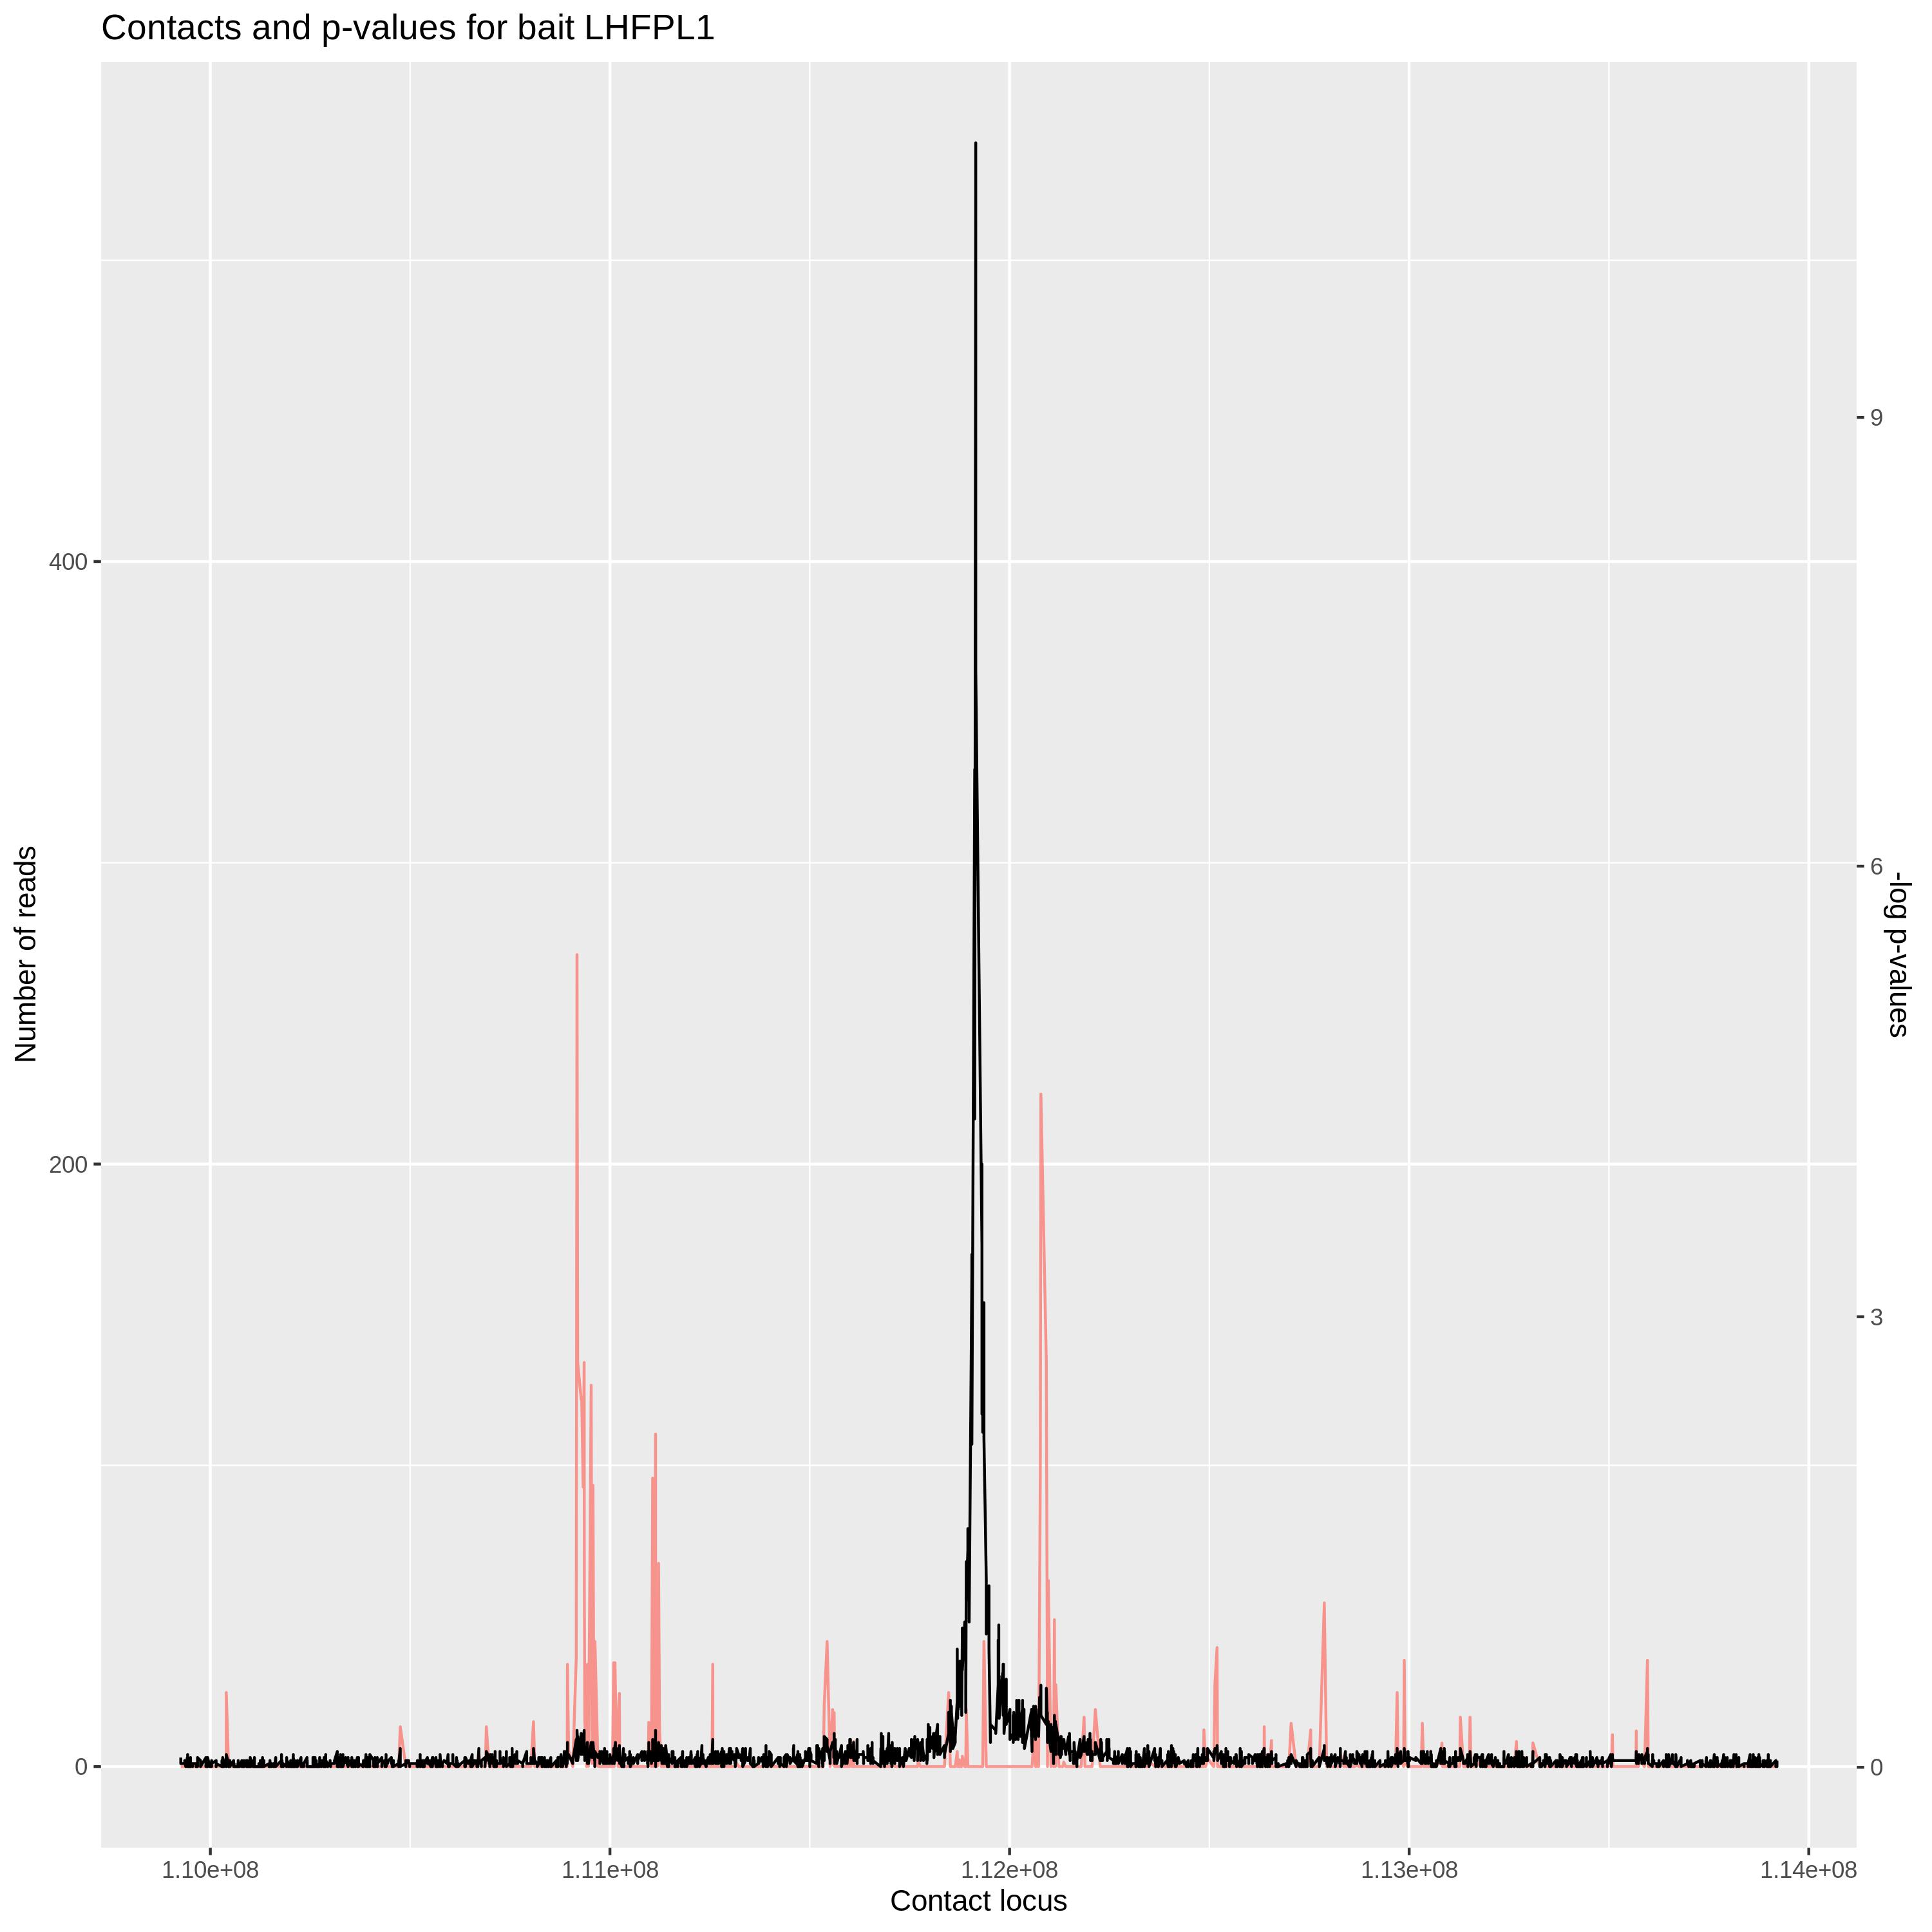 Contacts and p-values for bait LHFPL1
Number of reads
400
200
0
9
6
3
0
-log p-values
1.10e+08 1.11e+08 1.12e+08 1.13e+08 1.14e+08
Contact locus